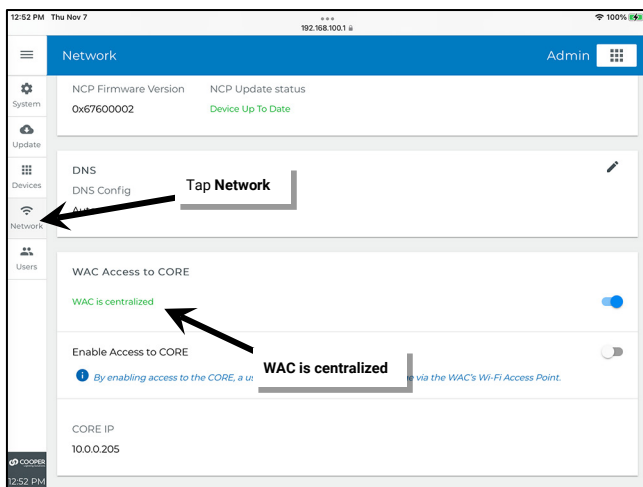 12:52 PM Thu Nov 7
192.168.100.1
100%
Network
Admin
System
Update
Devices
Network
Users
NCP Firmware Version NCP Update status
0x67600002 Device Up To Date
DNS
DNS Config
Tap Network
WAC Access to CORE
WAC is centralized
Enable Access to CORE
WAC is centralized
By enabling access to the CORE, a e via the WAC's Wi-Fi Access Point.
CORE IP
10.0.0.205
COOPER
12:52 PM